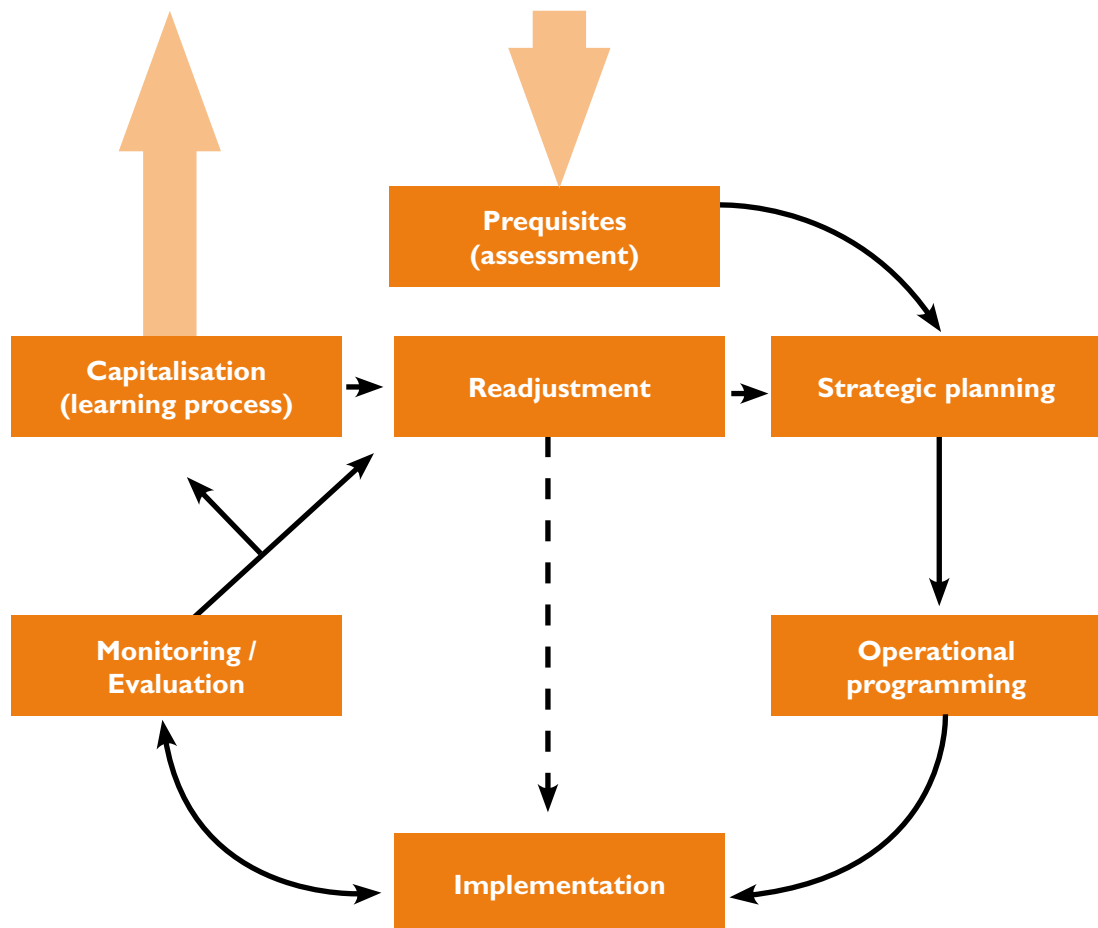 Prequisites
(assessment)
Capitalisation
(learning process)
Readjustment
Strategic planning
Monitoring /
Evaluation
Operational
programming
Implementation